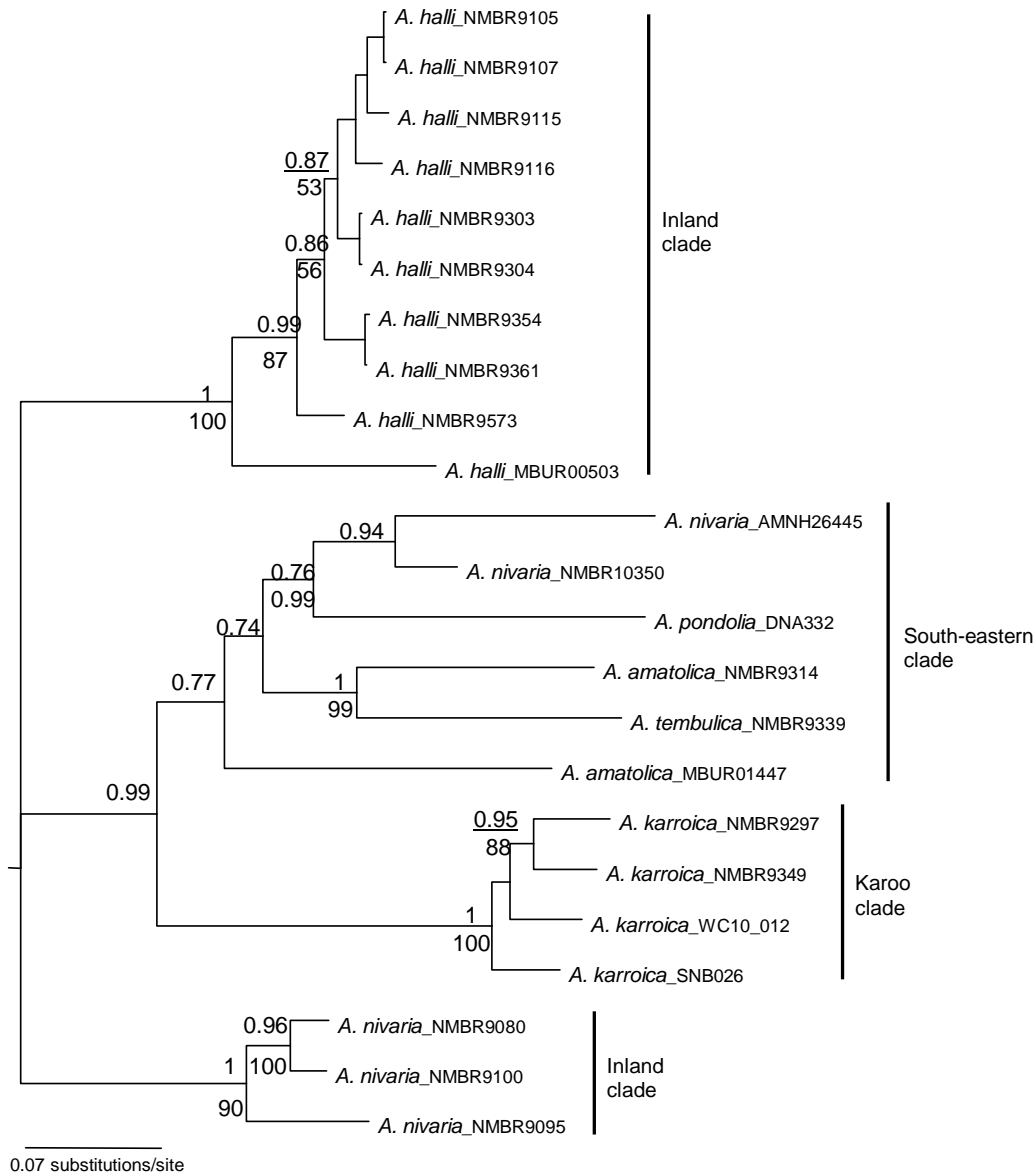 A. halli_NMBR9105
A. halli_NMBR9107
A. halli_NMBR9115
0.87
53
A. halli_NMBR9116
A. halli_NMBR9303
Inland
clade
0.86
56
A. halli_NMBR9304
A. halli_NMBR9354
0.99
87
A. halli_NMBR9361
1
100
A. halli_NMBR9573
A. halli_MBUR00503
A. nivaria_AMNH26445
0.94
A. nivaria_NMBR10350
0.76
0.99
A. pondolia_DNA332
0.74
South-eastern
clade
A. amatolica_NMBR9314
0.77
1
99
A. tembulica_NMBR9339
A. amatolica_MBUR01447
0.99
0.95
88
A. karroica_NMBR9297
A. karroica_NMBR9349
Karoo
clade
1
100
A. karroica_WC10_012
A. karroica_SNB026
0.96
100
A. nivaria_NMBR9080
1
90
A. nivaria_NMBR9100
Inland
clade
A. nivaria_NMBR9095
0.07 substitutions/site